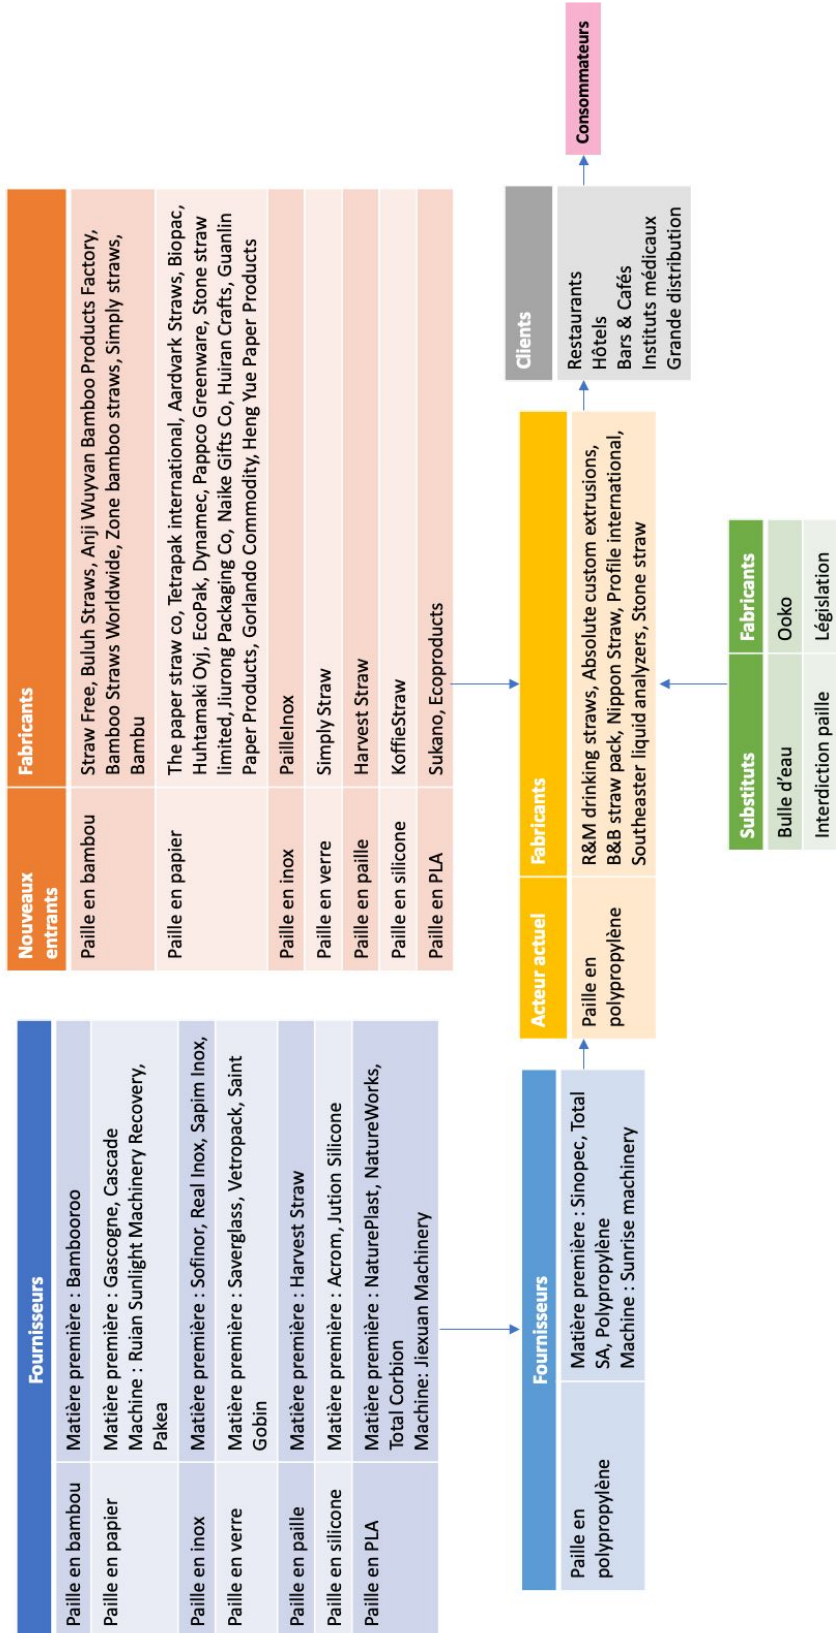 Fournisseurs
Paille en bambou
Matière première : Bambooroo
Paille en papier
Matière première : Gascogne, Cascade
Machine : Ruian Sunlight Machinery Recovery,
Pakea
Paille en inox
Matière première : Sofinor, Real Inox, Sapim Inox,
Paille en verre
Matière première : Saverglass, Vetropack, Saint
Gobin
Paille en paille
Matière première : Harvest Straw
Paille en silicone
Matière première : Acrom, Jution Silicone
Paille en PLA
Matière première : NaturePlast, NatureWorks,
Total Corbion
Machine: Jiexuan Machinery
Nouveaux
entrants
Fabricants
Paille en bambou
Straw Free, Buluh Straws, Anji Wuyvan Bamboo Products Factory,
Bamboo Straws Worldwide, Zone bamboo straws, Simply straws,
Bambu
Paille en papier
The paper straw co, Tetrapak international, Aardvark Straws, Biopac,
Huhtamaki Oyj, EcoPak, Dynamec, Pappco Greenware, Stone straw
limited, Jiurong Packaging Co, Naike Gifts Co, Huiran Crafts, Guanlin
Paper Products, Gorlando Commodity, Heng Yue Paper Products
Paille en inox
PailleInox
Paille en verre
Simply Straw
Paille en paille
Harvest Straw
Paille en silicone
KoffieStraw
Paille en PLA
Sukano, Ecoproducts
Fournisseurs
Paille en
polypropylène
Matière première : Sinopec, Total
SA, Polypropylène
Machine : Sunrise machinery
Acteur actuel
Fabricants
Paille en
polypropylène
R&M drinking straws, Absolute custom extrusions,
B&B straw pack, Nippon Straw, Profile international,
Southeaster liquid analyzers, Stone straw
Clients
Restaurants
Hôtels
Bars & Cafés
Instituts médicaux
Grande distribution
Consommateurs
Substituts
Fabricants
Bulle d'eau
Ooko
Interdiction paille
Législation